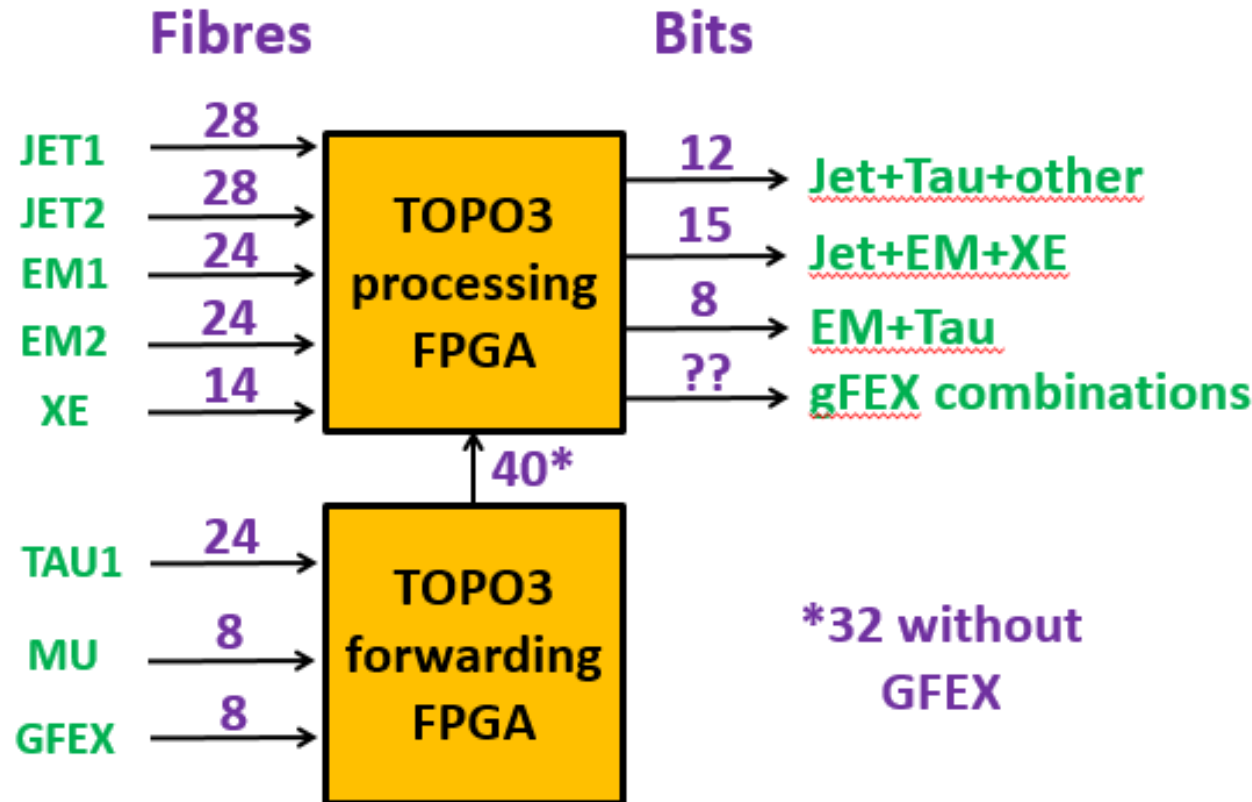 Fibres
Bits
JET1
28
JET2
28
EM1
24
EM2
24
XE
14
TOPO3
processing
FPGA
12
Jet+Tau+other
15
Jet+EM+XE
8
EM+Tau
??
gFEX combinations
40*
TAU1
24
MU
8
GFEX
8
TOPO3
forwarding
FPGA
*32 without
GFEX